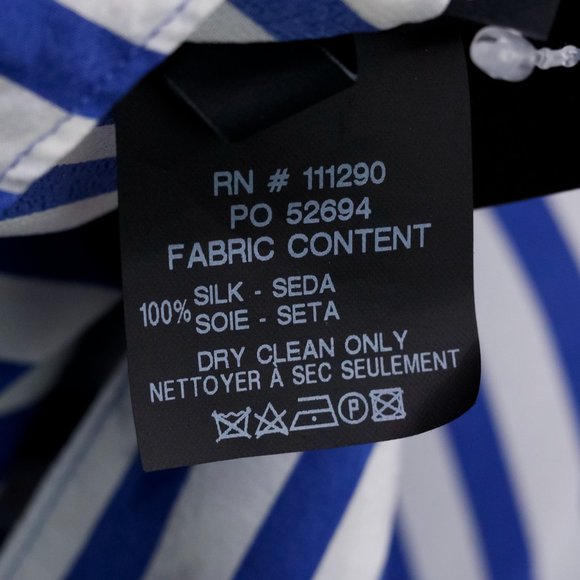 RN # 111290
PO 52694
FABRIC CONTENT
100% SILK - SEDA
SOIE - SETA
DRY CLEAN ONLY
NETTOYER À SEC SEULEMENT
P